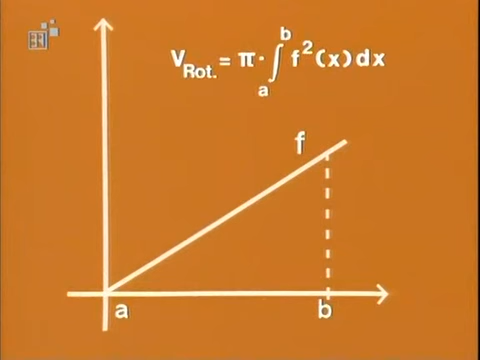 V_Rot. = π · ∫_a^b f²(x) dx
f
a
b